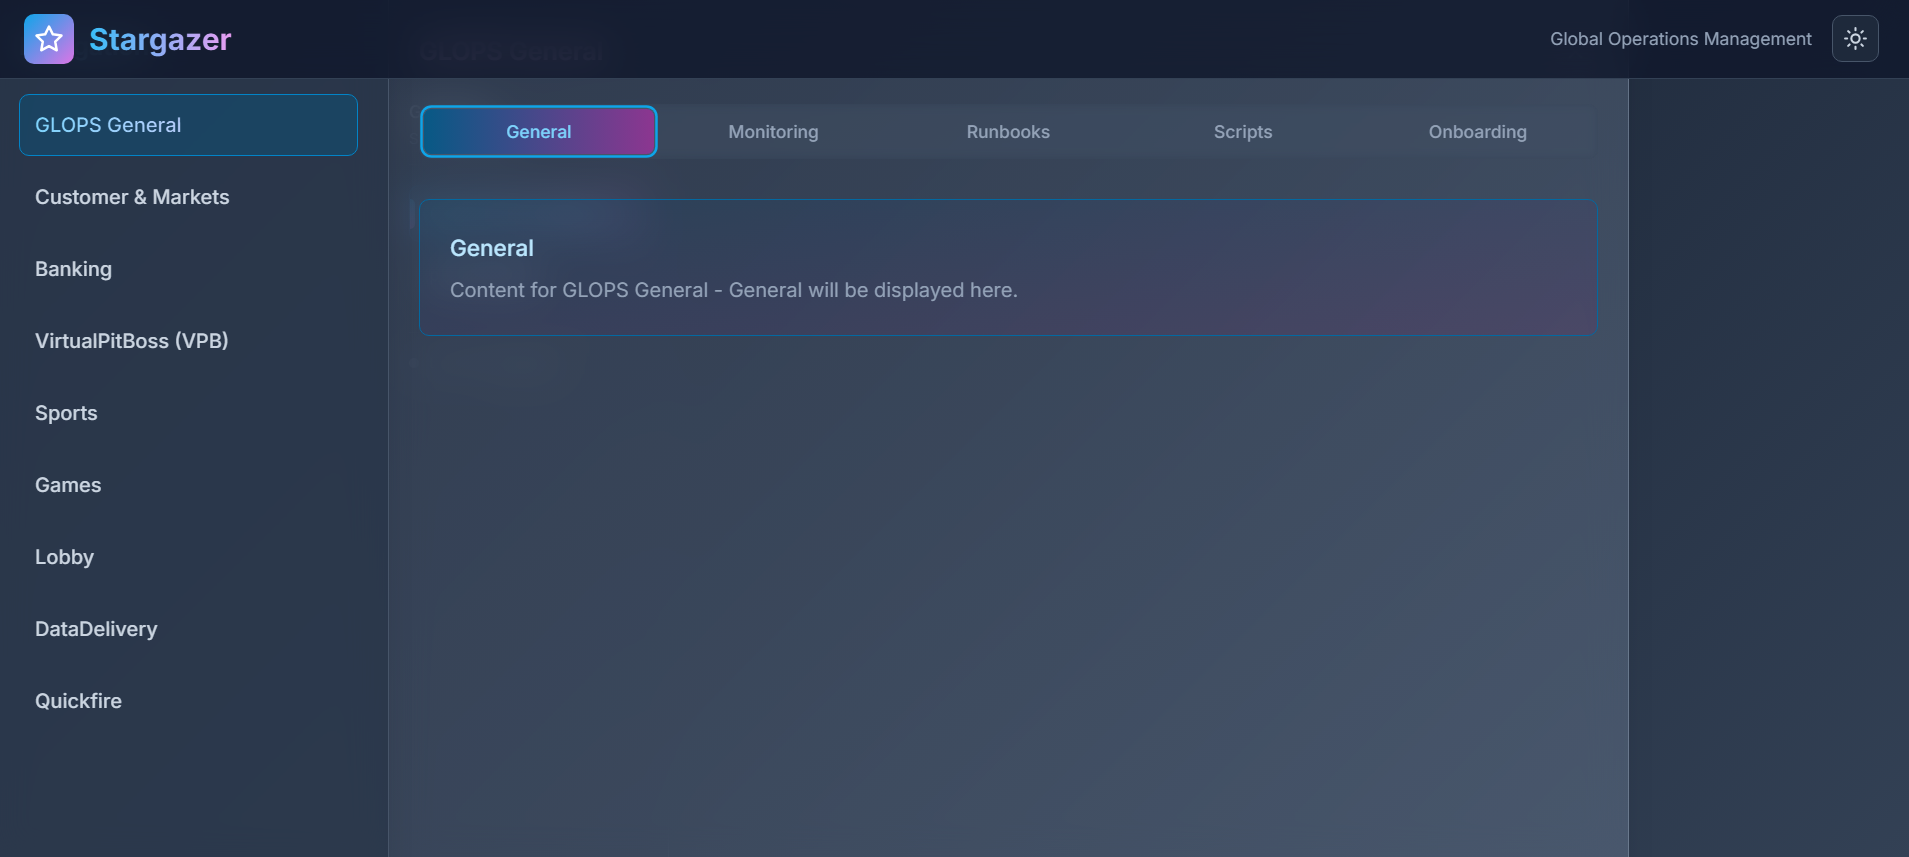 Stargazer
GLOPS General
Global Operations Management
GLOPS General
Customer & Markets
Banking
VirtualPitBoss (VPB)
Sports
Games
Lobby
DataDelivery
Quickfire
General
Monitoring
Runbooks
Scripts
Onboarding
General
Content for GLOPS General - General will be displayed here.